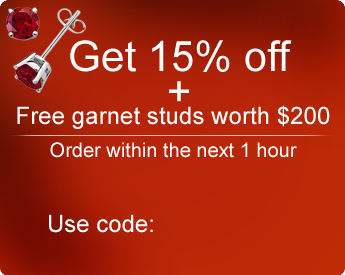 Get 15% off
+
Free garnet studs worth $200
Order within the next 1 hour
Use code: